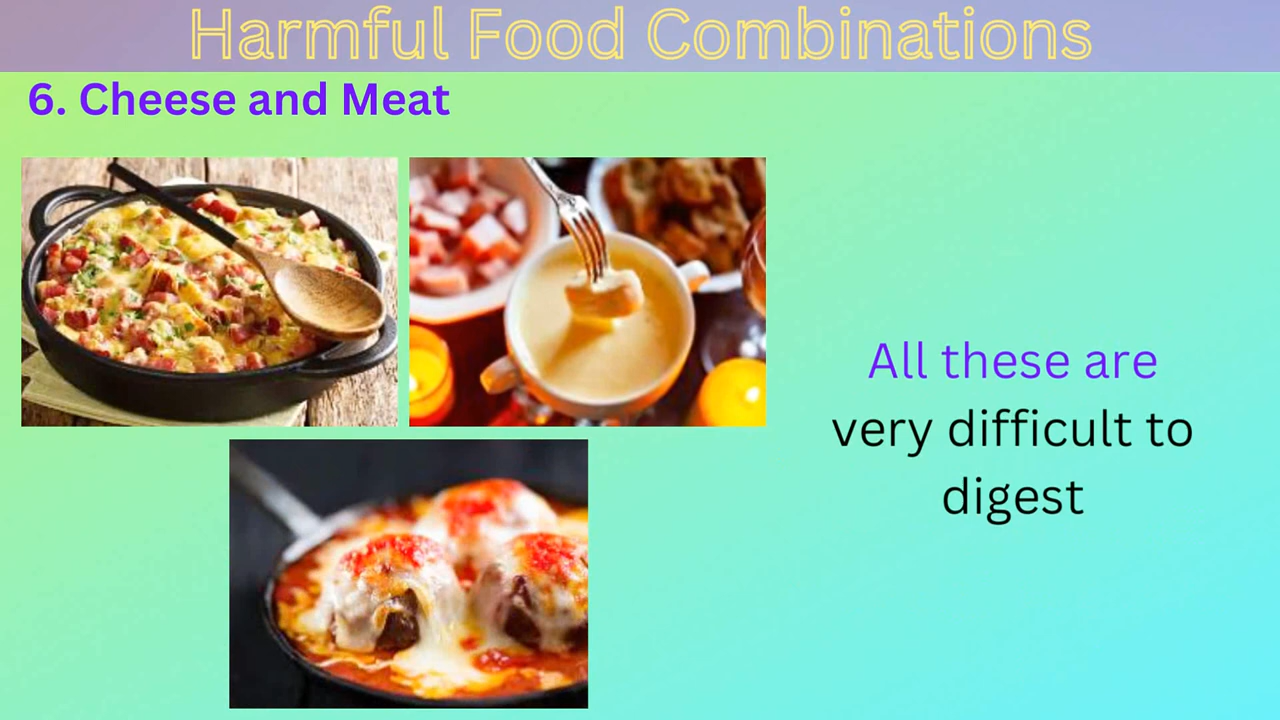 Harmful Food Combinations
6. Cheese and Meat
All these are
very difficult to
digest